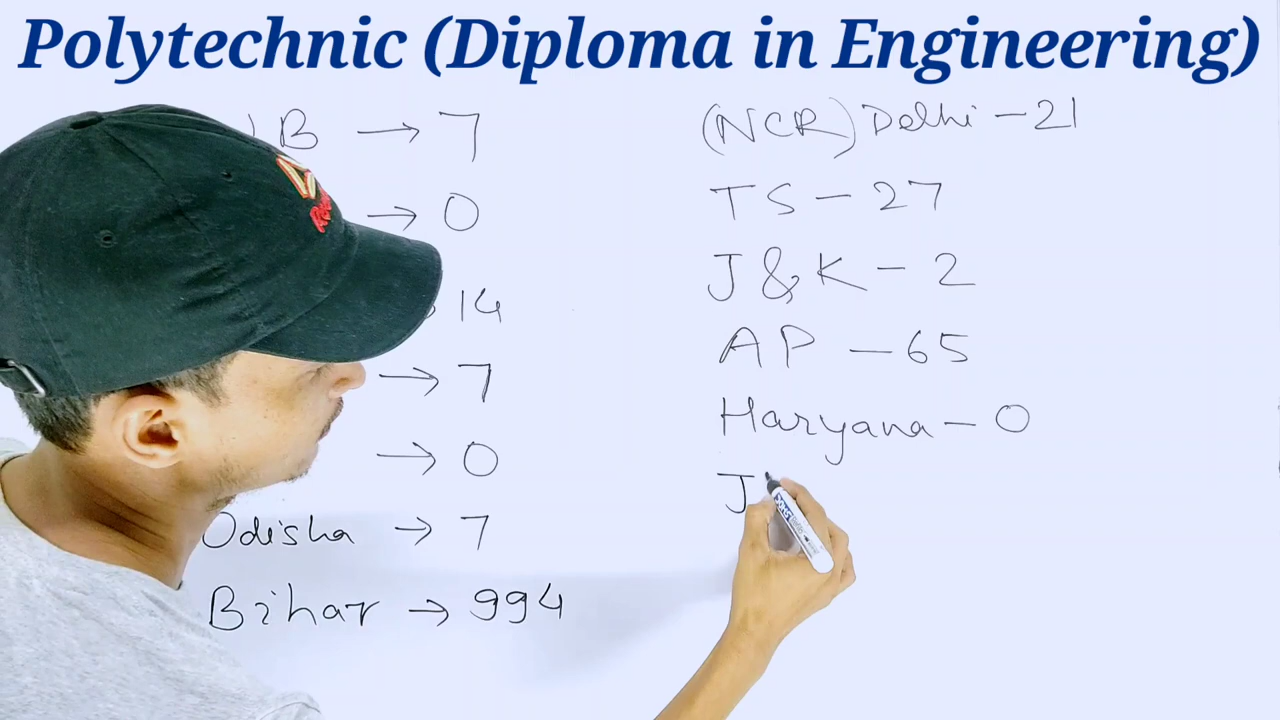 Polytechnic (Diploma in Engineering)
B → 7
→ 0
14
→ 7
→ 0
Odisha → 7
Bihar → 994
(NCR) Delhi - 21
TS - 27
J&K - 2
AP - 65
Haryana - 0
J